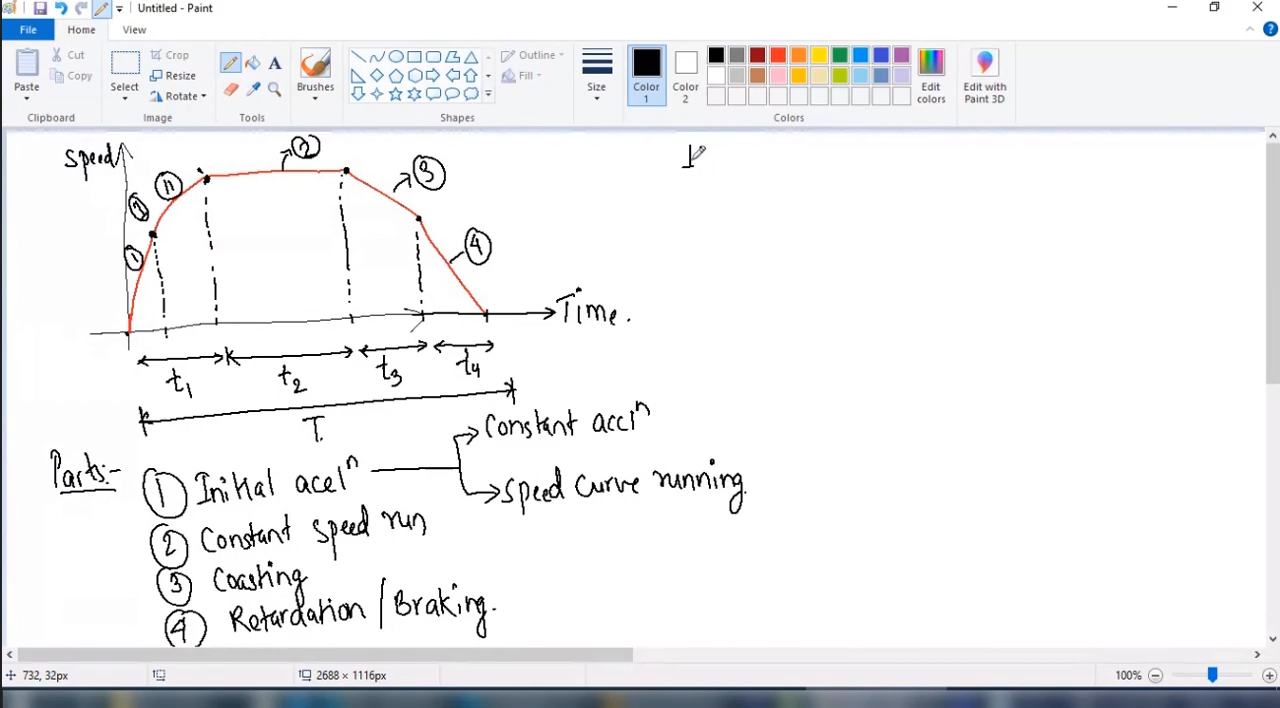 Untitled - Paint
File Home View
Paste
Cut
Copy
Clipboard
Select
Crop
Resize
Rotate
Image
A
Tools
Brushes
Outline
Fill
Shapes
Size
Color 1
Color 2
Colors
Edit colors
Edit with Paint 3D
Speed
2
3
4
1
Time.
t1 t2 t3 t4
T.
Parts:-
1 Initial acelⁿ
Constant acclⁿ
Speed curve running.
2 Constant speed run
3 Coasting
4 Retardation / Braking.
732, 32px
2688 × 1116px
100%